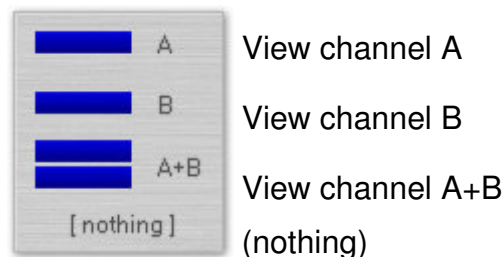 A View channel A
B View channel B
A+B View channel A+B
[ nothing ] (nothing)